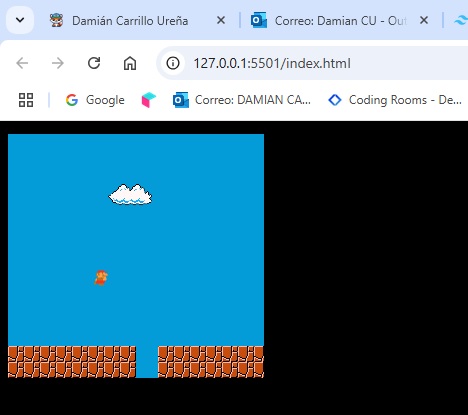 Damián Carrillo Ureña
Correo: Damian CU - Out
127.0.0.1:5501/index.html
Google
Correo: DAMIAN CA...
Coding Rooms - De...